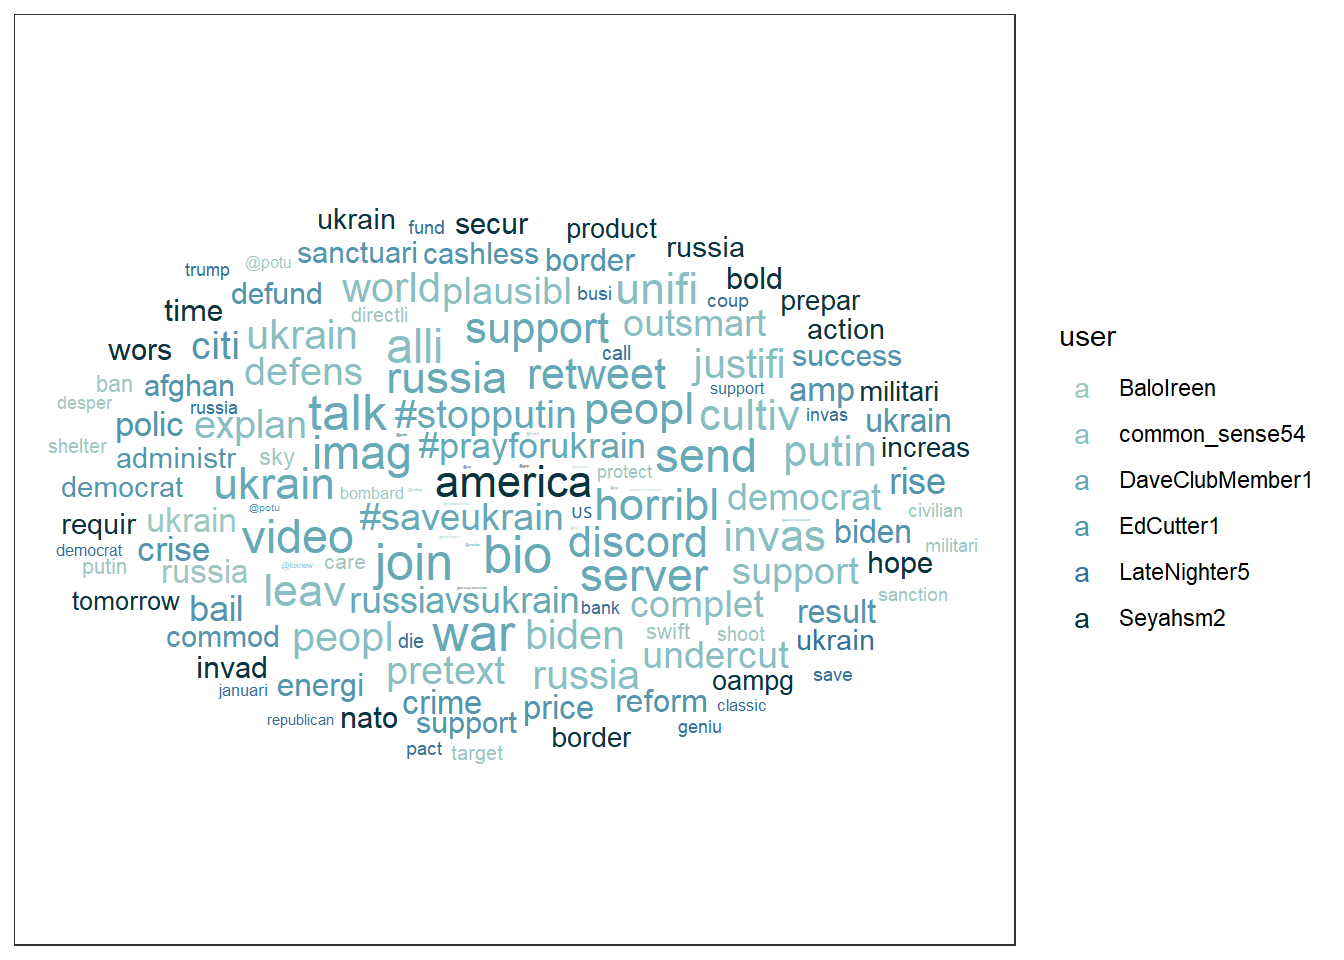 ukrain fund secur product
sanctuari cashless border russia
trump @potu defund world plausibl busi unifi coup bold
time directli prepar
wors citi ukrain alli support outsmart action
call
ban afghan defens russia retweet justifi success
support amp militari
desper russia talk #stopputin peopl cultiv invas ukrain
shelter polic explan
administr sky imag #prayforukrain send putin increas
democrat ukrain bombard america protect horribl democrat rise
@potu us civilian
requir ukrain #saveukrain
democrat crise video discord invas biden militari
putin russia @foxnew care join bio server support hope
tomorrow bail leav russiavsukrain bank complet result sanction
commod peopl die war biden swift shoot ukrain
invad pretext russia undercut oampg save
januari energi crime price reform classic
republican nato support geniu
border
pact target
user
a BaloIreen
a common_sense54
a DaveClubMember1
a EdCutter1
a LateNighter5
a Seyahsm2